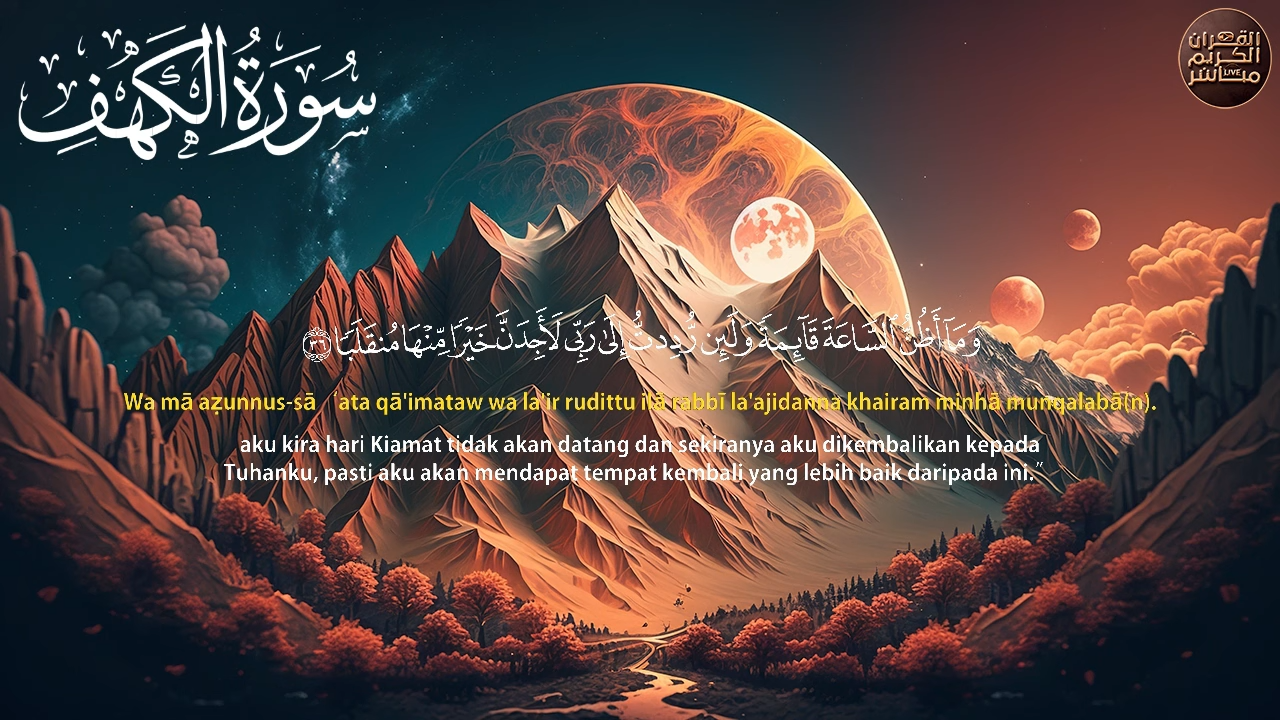 سُورَةُ الكَهْفِ
القرآن
الكريم
مباشر
LIVE
وَمَآ أَظُنُّ ٱلسَّاعَةَ قَآئِمَةً وَلَئِن رُّدِدتُّ إِلَىٰ رَبِّى لَأَجِدَنَّ خَيْرًا مِّنْهَا مُنقَلَبًا ٣٦
Wa mā aẓunnus-sā ‘ata qā'imataw wa la'ir rudittu ilā rabbī la'ajidanna khairam minhā munqalabā(n).
aku kira hari Kiamat tidak akan datang dan sekiranya aku dikembalikan kepada
Tuhanku, pasti aku akan mendapat tempat kembali yang lebih baik daripada ini.”